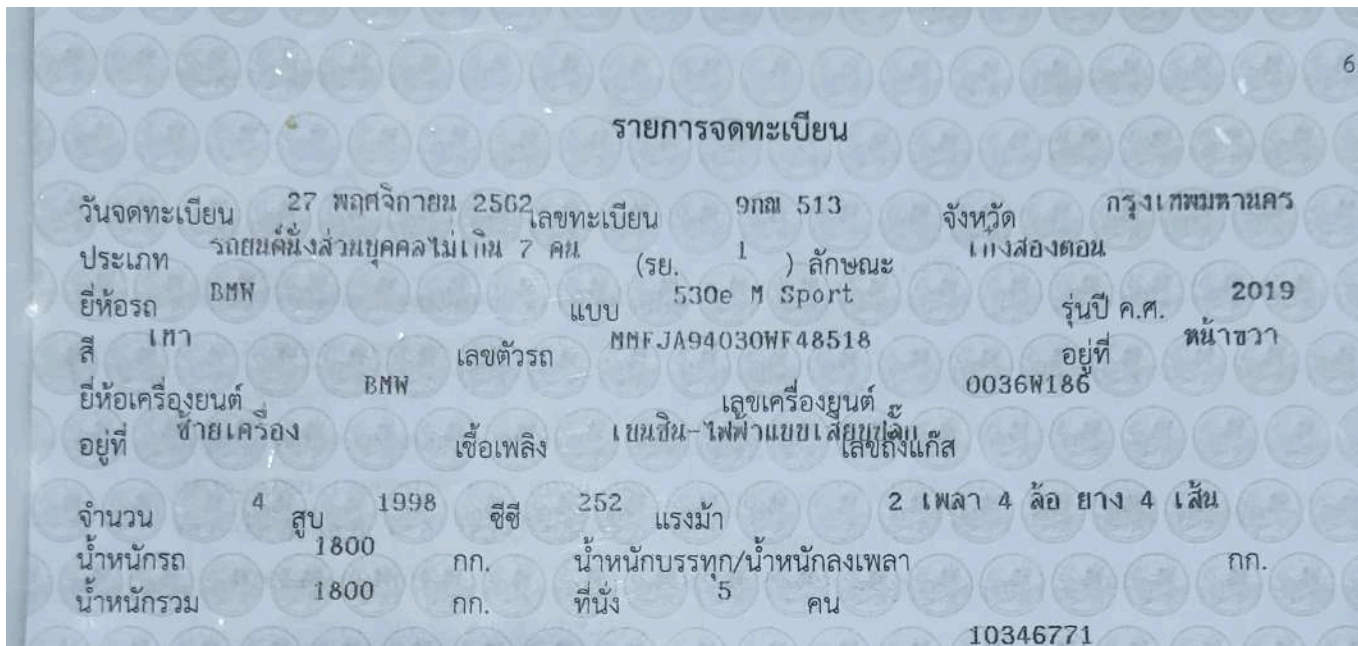 6
รายการจดทะเบียน
วันจดทะเบียน 27 พฤศจิกายน 2562 เลขทะเบียน 9กณ 513 จังหวัด กรุงเทพมหานคร
ประเภท รถยนต์นั่งส่วนบุคคลไม่เกิน 7 คน (รย. 1 ) ลักษณะ เก๋งสองตอน
ยี่ห้อรถ BMW แบบ 530e M Sport รุ่นปี ค.ศ. 2019
สี เทา เลขตัวรถ MMFJA94030WF48518 อยู่ที่ หน้าขวา
ยี่ห้อเครื่องยนต์ BMW เลขเครื่องยนต์ 0036W186
อยู่ที่ ซ้ายเครื่อง เชื้อเพลิง เบนซิน-ไฟฟ้าแบบเสียบปลั๊ก เลขถังแก๊ส
จำนวน 4 สูบ 1998 ซีซี 252 แรงม้า 2 เพลา 4 ล้อ ยาง 4 เส้น
น้ำหนักรถ 1800 กก. น้ำหนักบรรทุก/น้ำหนักลงเพลา กก.
น้ำหนักรวม 1800 กก. ที่นั่ง 5 คน
10346771